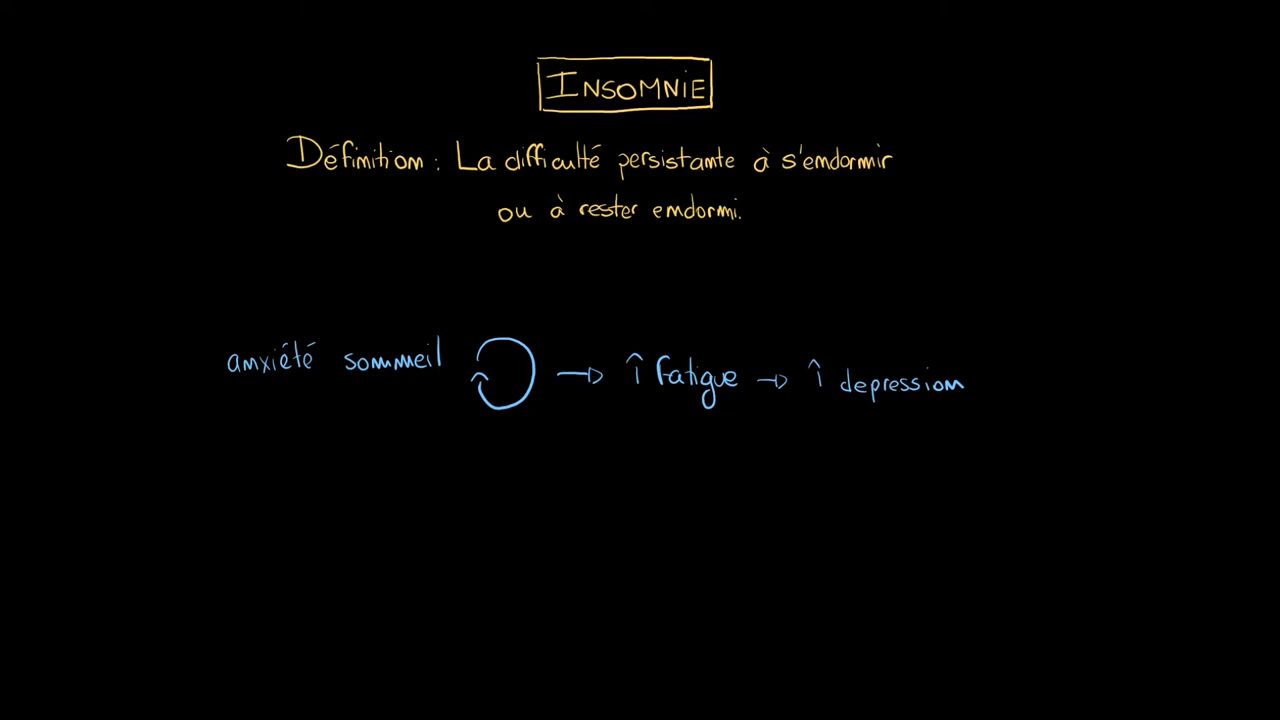 INSOMNIE
Définition : La difficulté persistante à s'endormir
ou à rester endormi.
anxiété sommeil → ↑ fatigue → ↑ depression